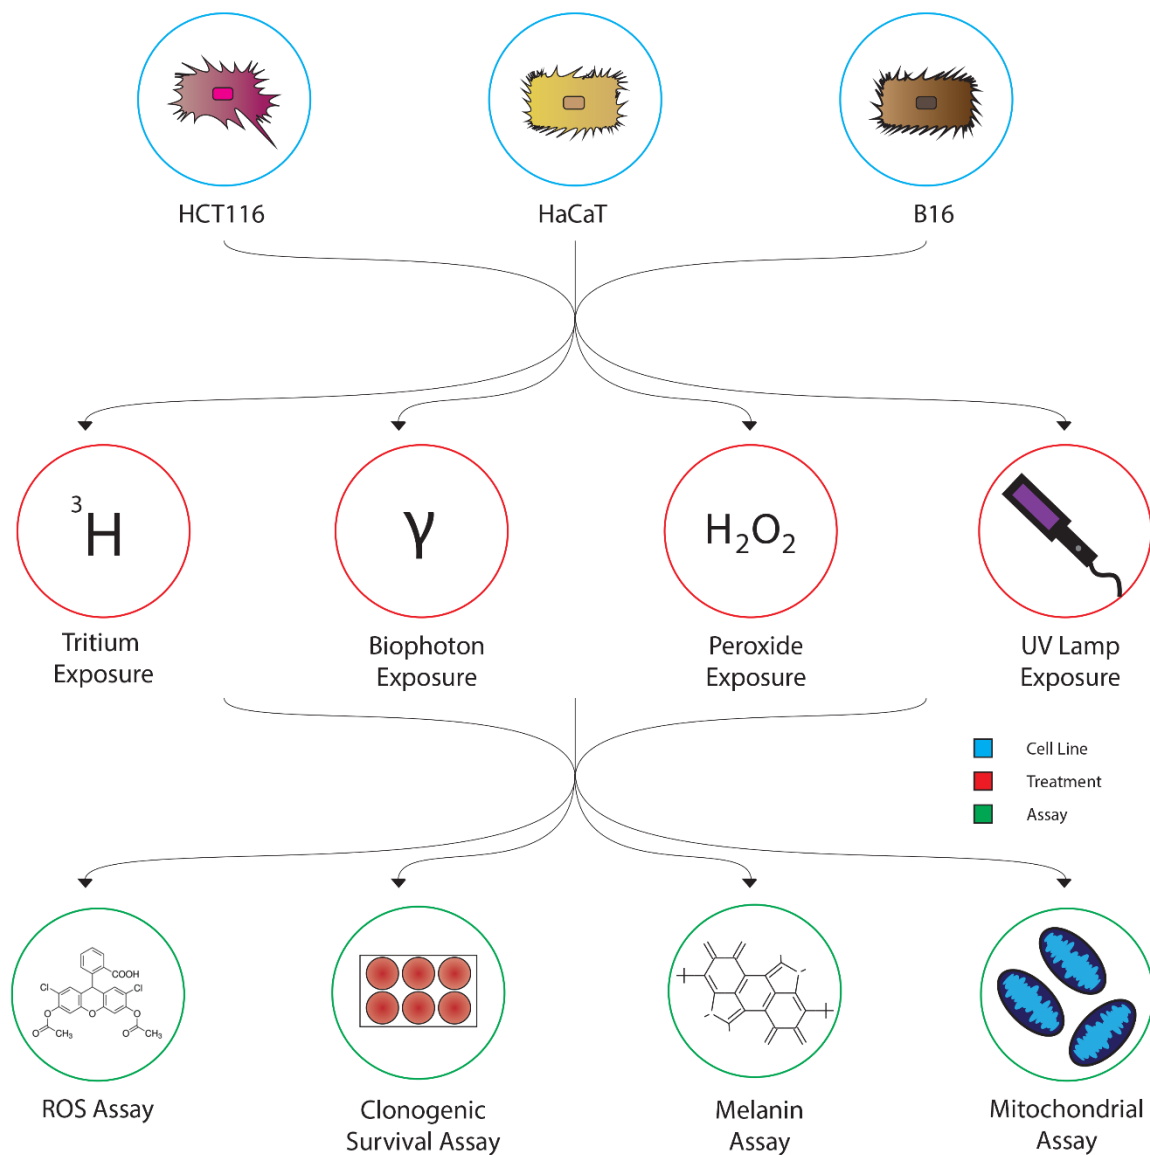 HCT116
HaCaT
B16
³H
γ
H₂O₂
Tritium
Exposure
Biophoton
Exposure
Peroxide
Exposure
UV Lamp
Exposure
Cell Line
Treatment
Assay
COOH
Cl
Cl
O
O
O
O
O
CH₃
CH₃
ROS Assay
Clonogenic
Survival Assay
Melanin
Assay
Mitochondrial
Assay